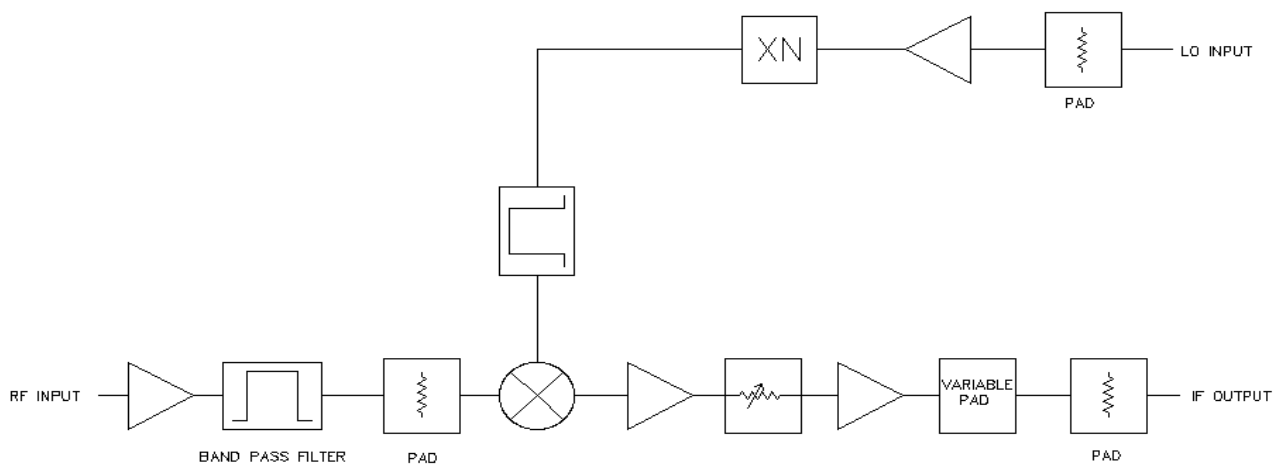 XN
LO INPUT
PAD
RF INPUT
BAND PASS FILTER
PAD
VARIABLE
PAD
PAD
IF OUTPUT